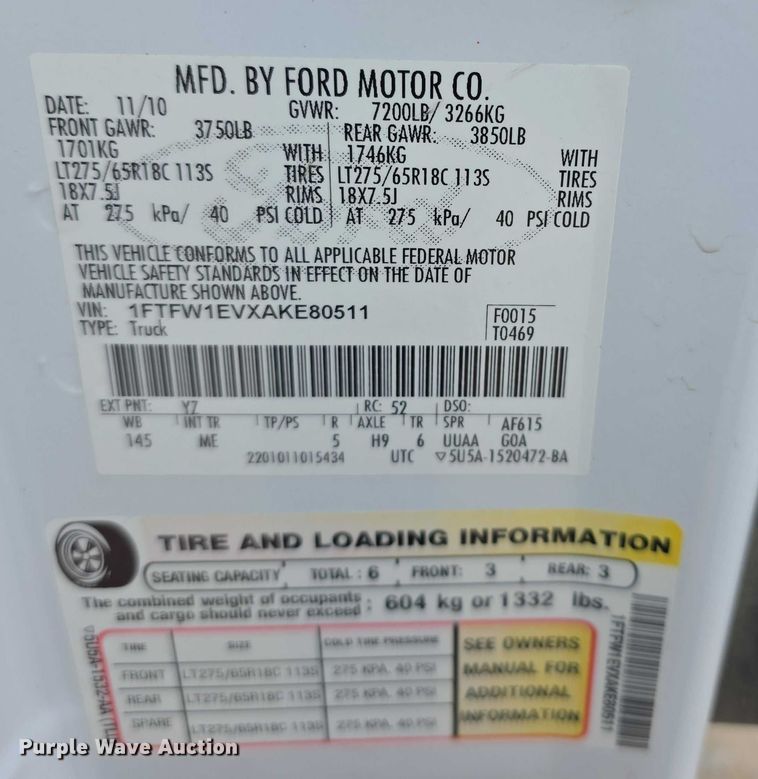 MFD. BY FORD MOTOR CO.
DATE: 11/10 GVWR: 7200LB/ 3266KG
FRONT GAWR: 3750LB REAR GAWR: 3850LB
1701KG WITH 1746KG WITH
LT275/65R18C 113S TIRES LT275/65R18C 113S TIRES
18X7.5J RIMS 18X7.5J RIMS
AT 275 kPa/ 40 PSI COLD AT 275 kPa/ 40 PSI COLD
THIS VEHICLE CONFORMS TO ALL APPLICABLE FEDERAL MOTOR
VEHICLE SAFETY STANDARDS IN EFFECT ON THE DATE OF
MANUFACTURE SHOWN ABOVE.
VIN: 1FTFW1EVXAKE80511 F0015
TYPE: Truck T0469
EXT PNT: YZ RC: 52 DSO:
WB INT TR TP/PS R AXLE TR SPR AF615
145 ME 5 H9 6 UUAA GOA
2201011015434 UTC ▽5U5A-1520472-BA
TIRE AND LOADING INFORMATION
SEATING CAPACITY TOTAL : 6 FRONT: 3 REAR: 3
The combined weight of occupants
and cargo should never exceed : 604 kg or 1332 lbs.
TIRE SIZE COLD TIRE PRESSURE SEE OWNERS
FRONT LT275/65R18C 113S 275 KPA, 40 PSI MANUAL FOR
REAR LT275/65R18C 113S 275 KPA, 40 PSI ADDITIONAL
SPARE LT275/65R18C 113S 275 KPA, 40 PSI INFORMATION
1FTFW1EVXAKE80511
Purple Wave Auction